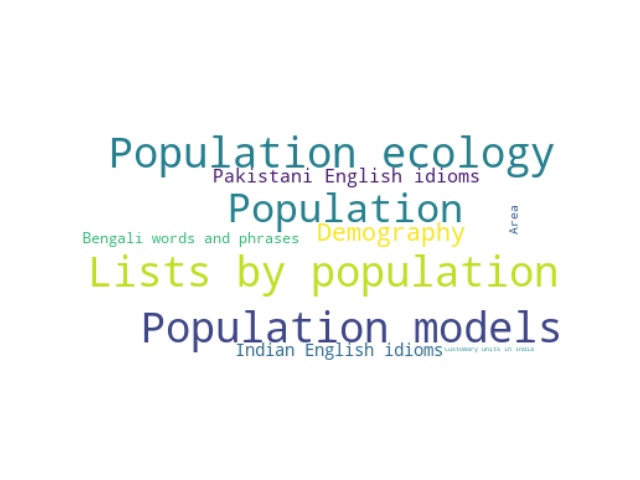 Population ecology
Pakistani English idioms
Population
Area
Demography
Bengali words and phrases
Lists by population
Population models
Indian English idioms
Customary units in India